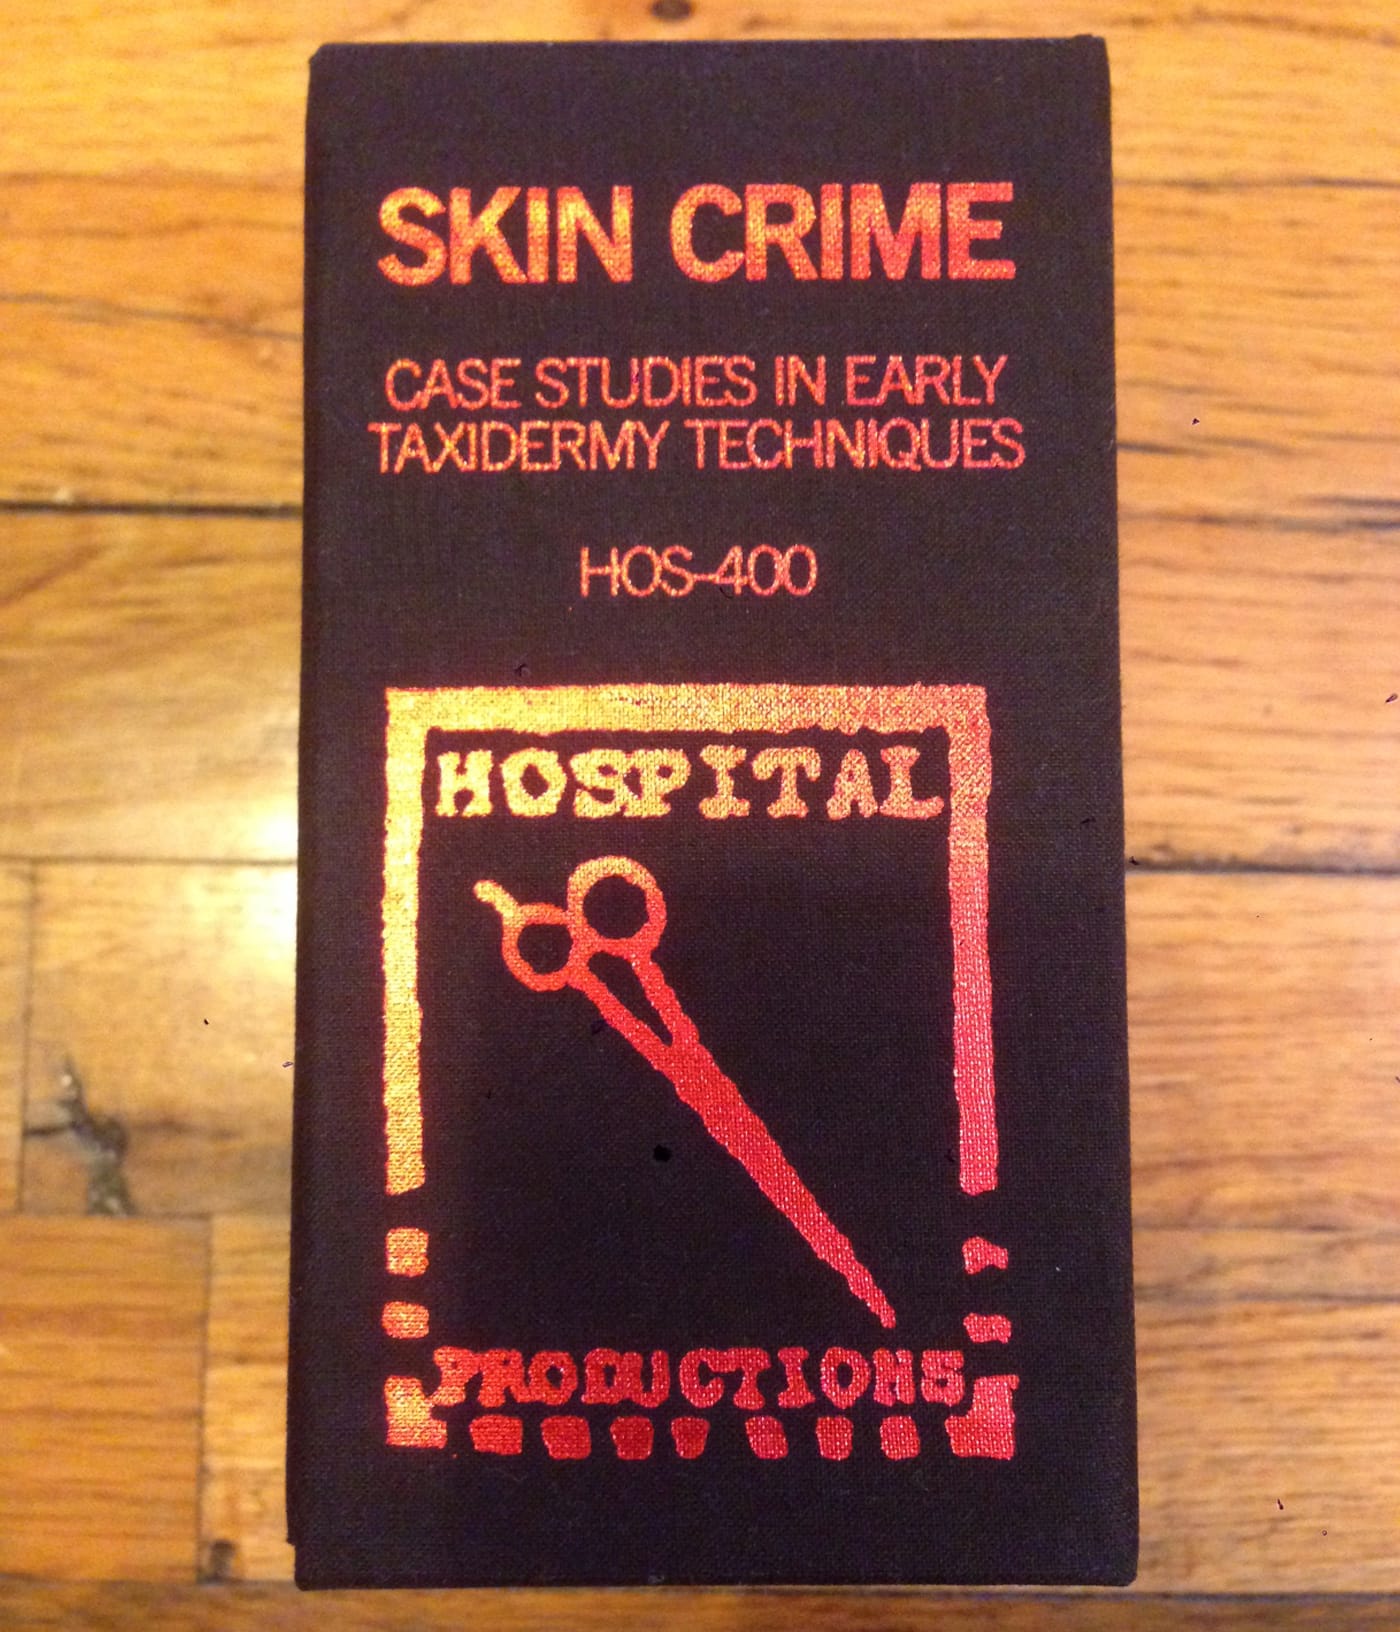 SKIN CRIME
CASE STUDIES IN EARLY
TAXIDERMY TECHNIQUES
HOS-400
HOSPITAL
PRODUCTIONS